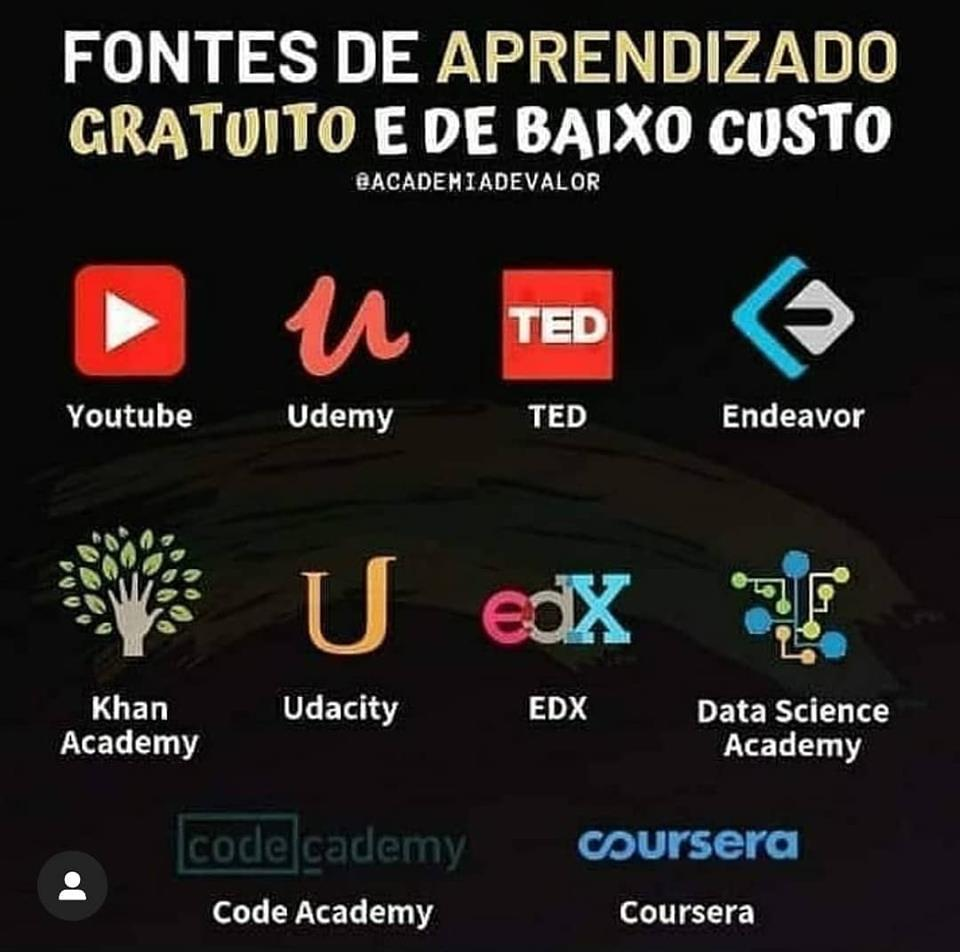 FONTES DE APRENDIZADO
GRATUITO E DE BAIXO CUSTO
@ACADEMIADEVALOR
TED
Youtube
Udemy
TED
Endeavor
edX
Khan
Academy
Udacity
EDX
Data Science
Academy
codecademy
coursera
Code Academy
Coursera